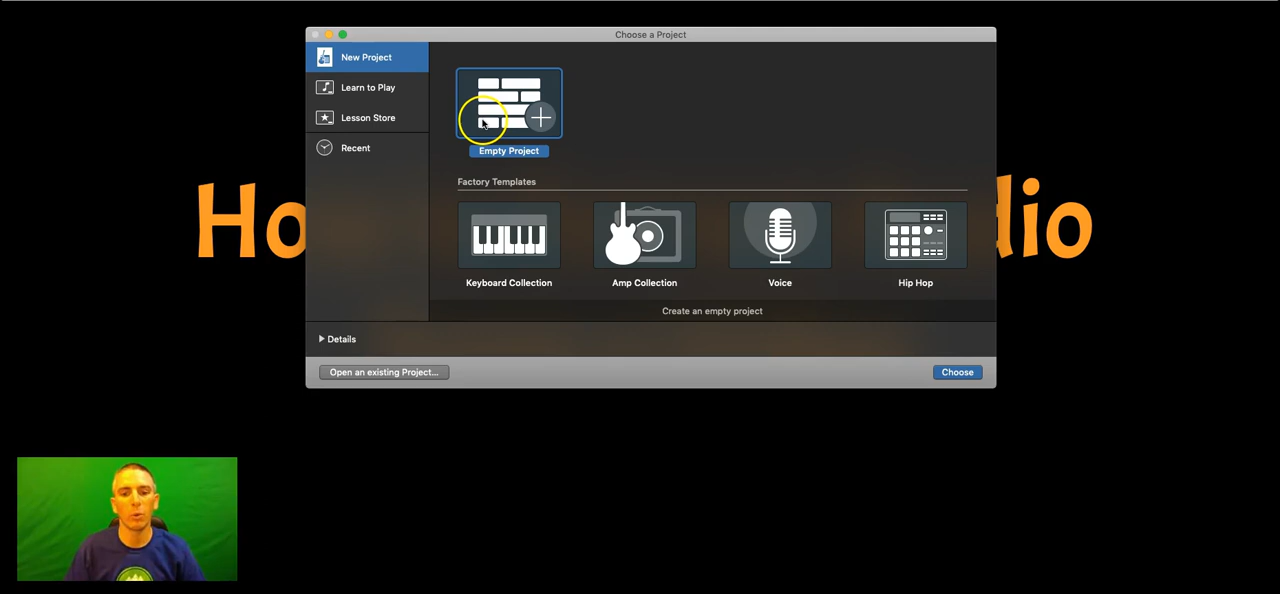 Choose a Project
New Project
Learn to Play
Lesson Store
Recent
Empty Project
Factory Templates
Keyboard Collection
Amp Collection
Voice
Hip Hop
Create an empty project
Details
Open an existing Project...
Choose
Ho
dio